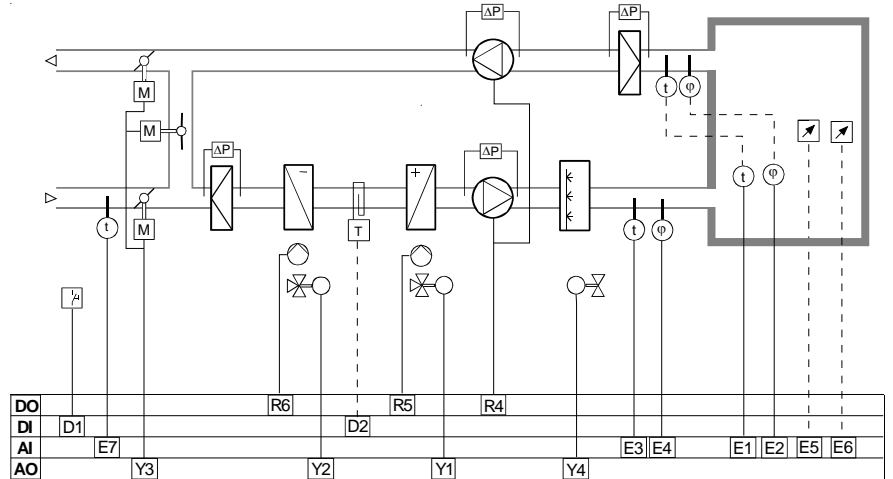 ΔP ΔP
t φ
M
M
ΔP - + ΔP
t φ
t M T t φ
DO R6 R5 R4
DI D1 D2
AI E7 E3 E4 E1 E2 E5 E6
AO Y3 Y2 Y1 Y4